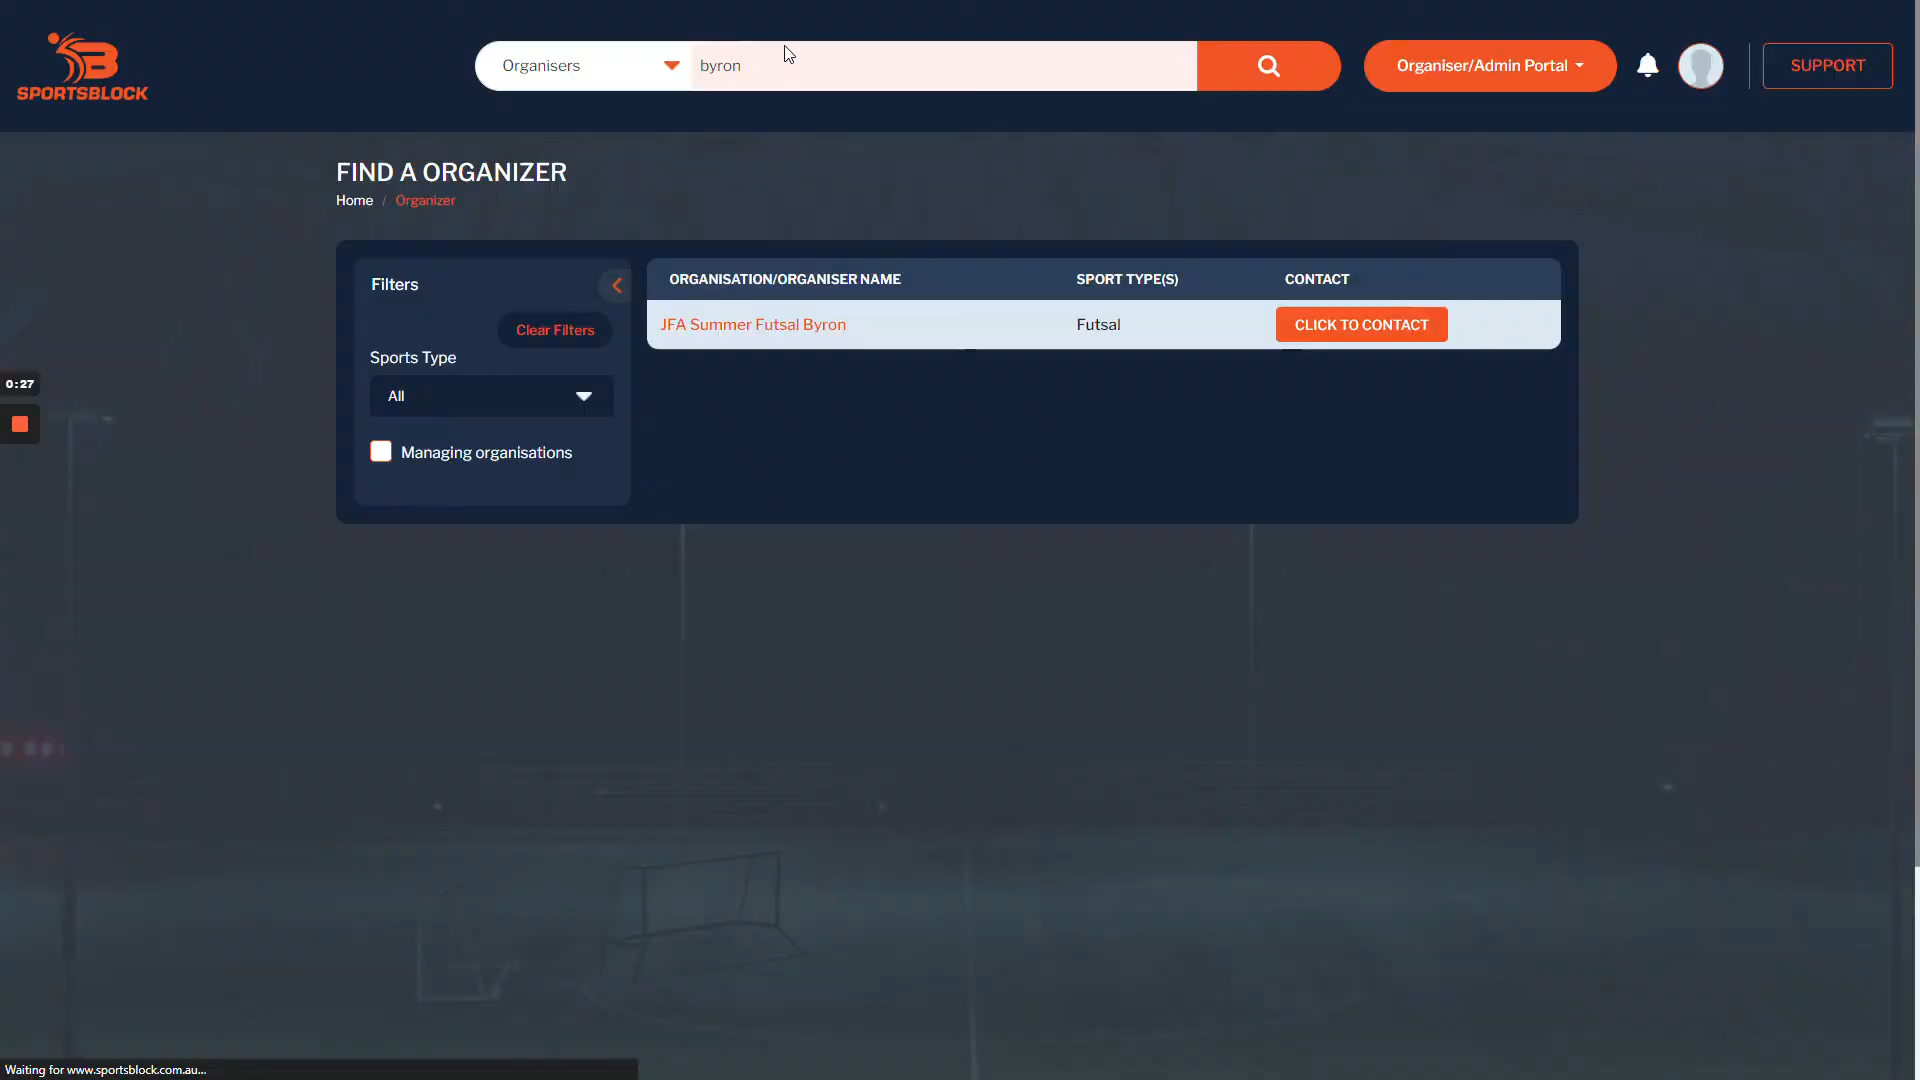 SPORTSBLOCK
Organisers
byron
Organiser/Admin Portal
SUPPORT
FIND A ORGANIZER
Home / Organizer
Filters
Clear Filters
Sports Type
All
Managing organisations
ORGANISATION/ORGANISER NAME SPORT TYPE(S) CONTACT
JFA Summer Futsal Byron Futsal CLICK TO CONTACT
0:27
Waiting for www.sportsblock.com.au...